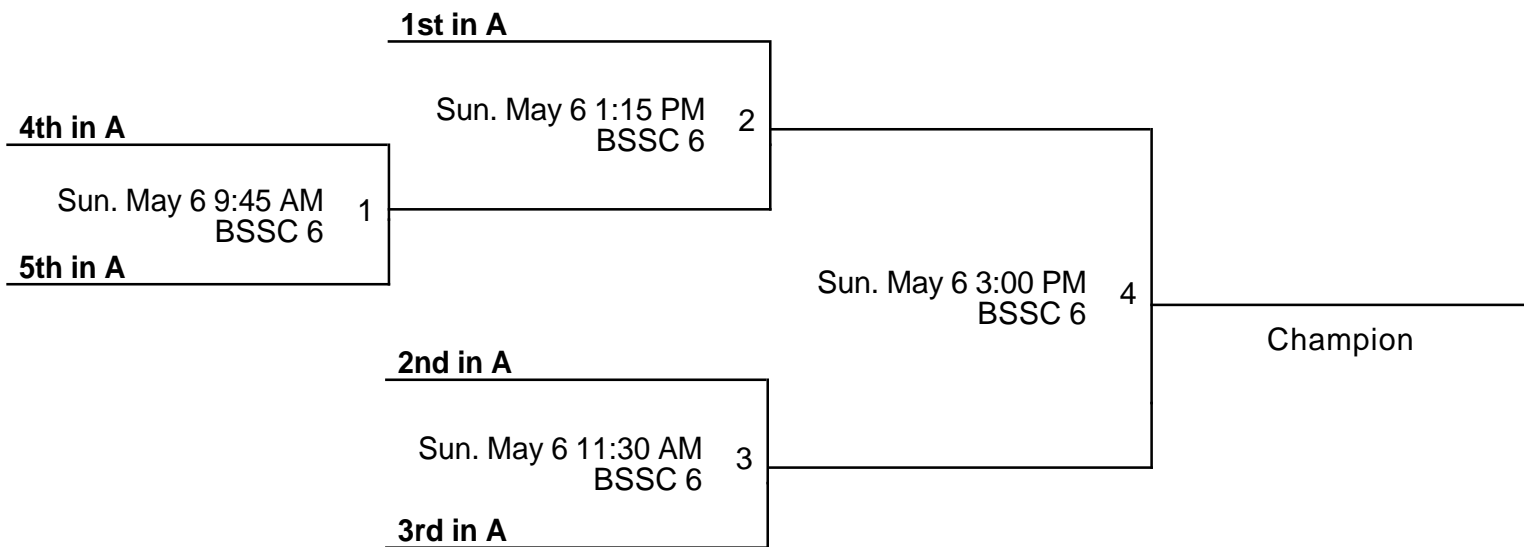 1st in A
Sun. May 6 1:15 PM
BSSC 6
2
4th in A
Sun. May 6 9:45 AM
BSSC 6
1
5th in A
Sun. May 6 3:00 PM
BSSC 6
4
Champion
2nd in A
Sun. May 6 11:30 AM
BSSC 6
3
3rd in A